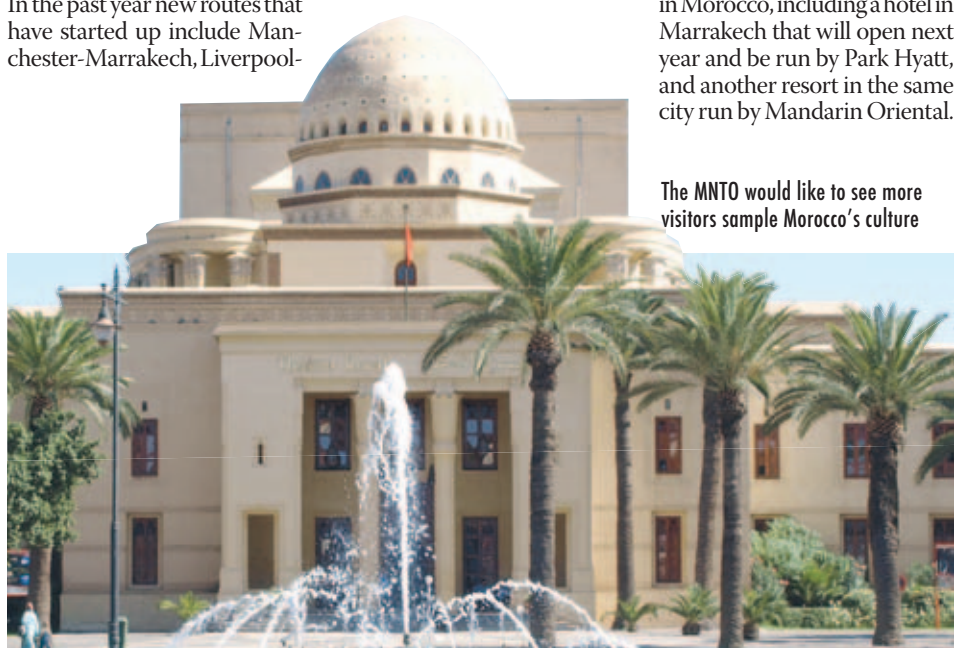 In the past year new routes that
have started up include Man-
chester-Marrakech, Liverpool-
in Morocco, including a hotel in
Marrakech that will open next
year and be run by Park Hyatt,
and another resort in the same
city run by Mandarin Oriental.
The MNTO would like to see more
visitors sample Morocco's culture